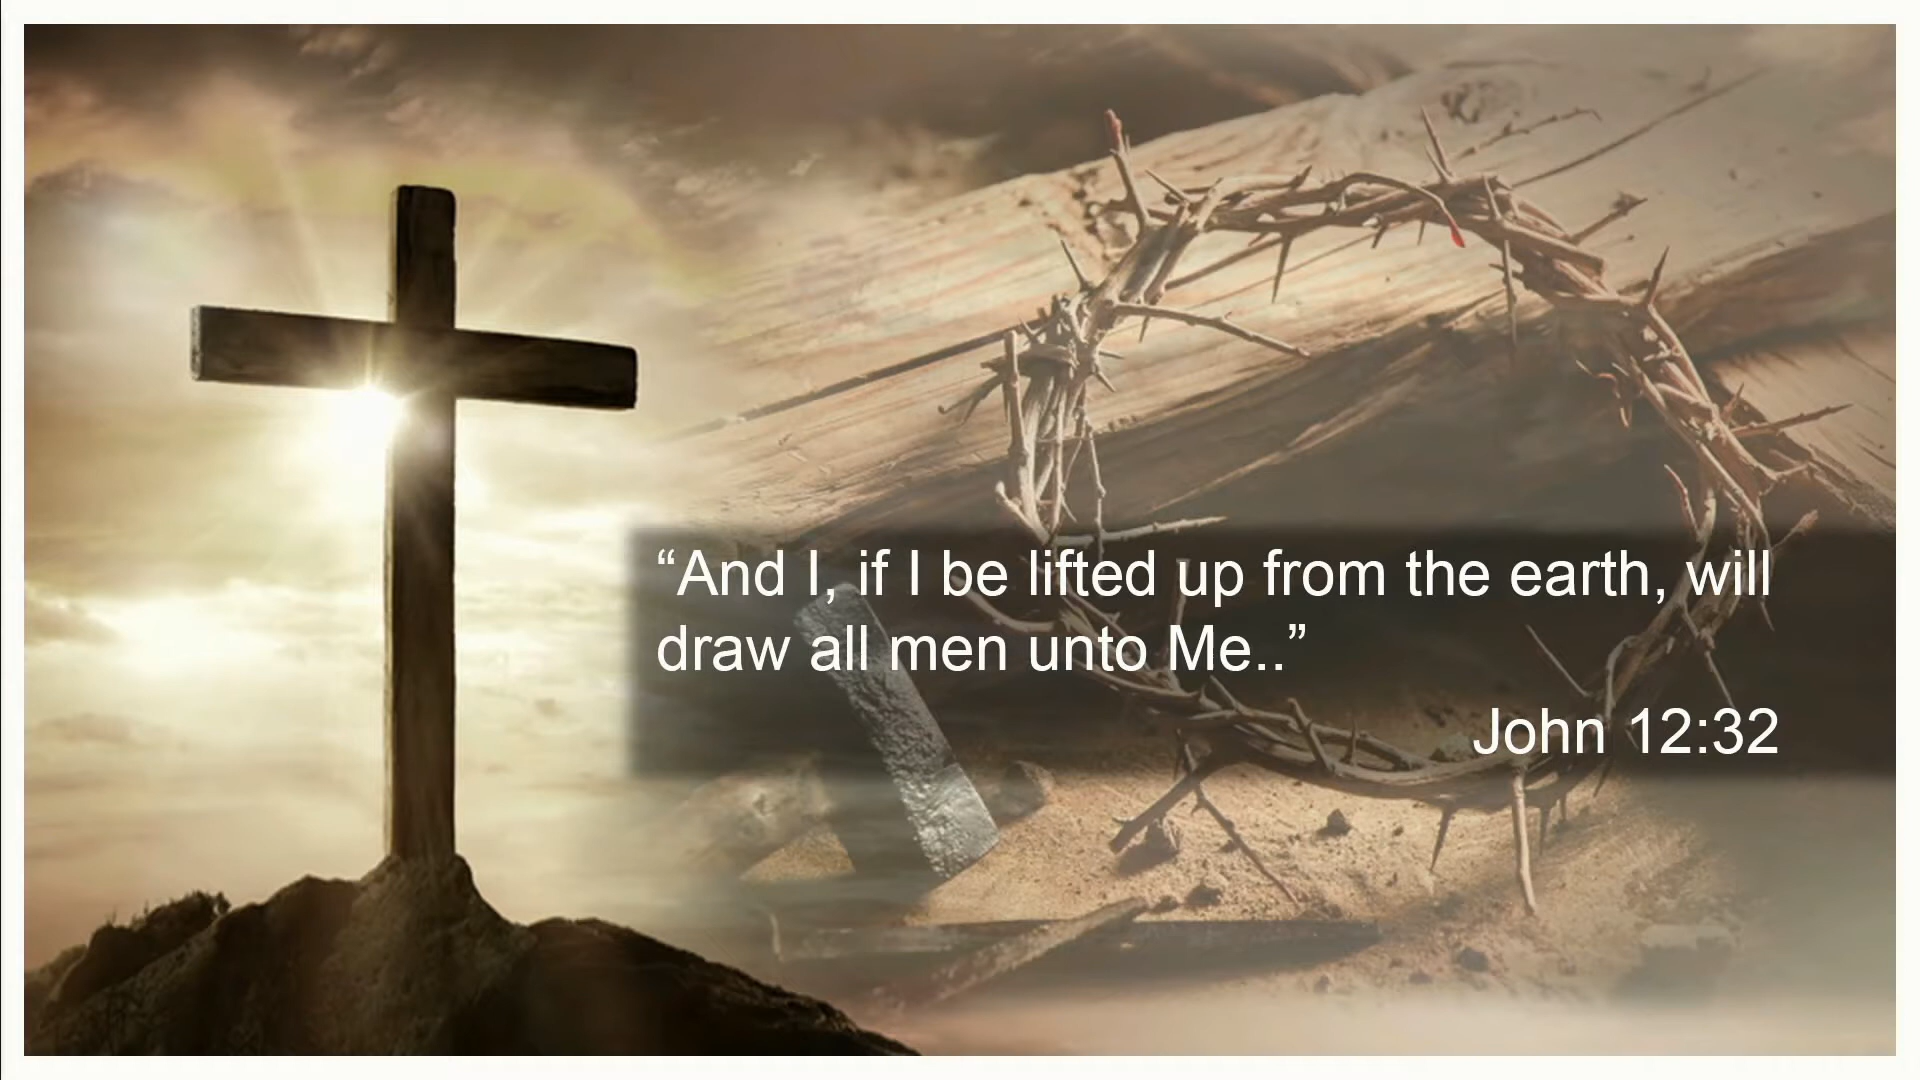 “And I, if I be lifted up from the earth, will
draw all men unto Me..”
John 12:32